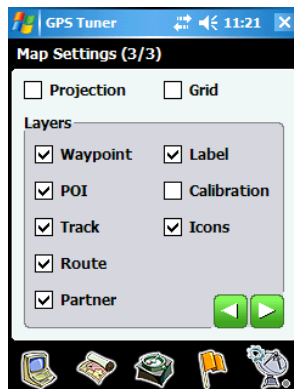 GPS Tuner 11:21
Map Settings (3/3)
Projection Grid
Layers
Waypoint Label
POI Calibration
Track Icons
Route
Partner